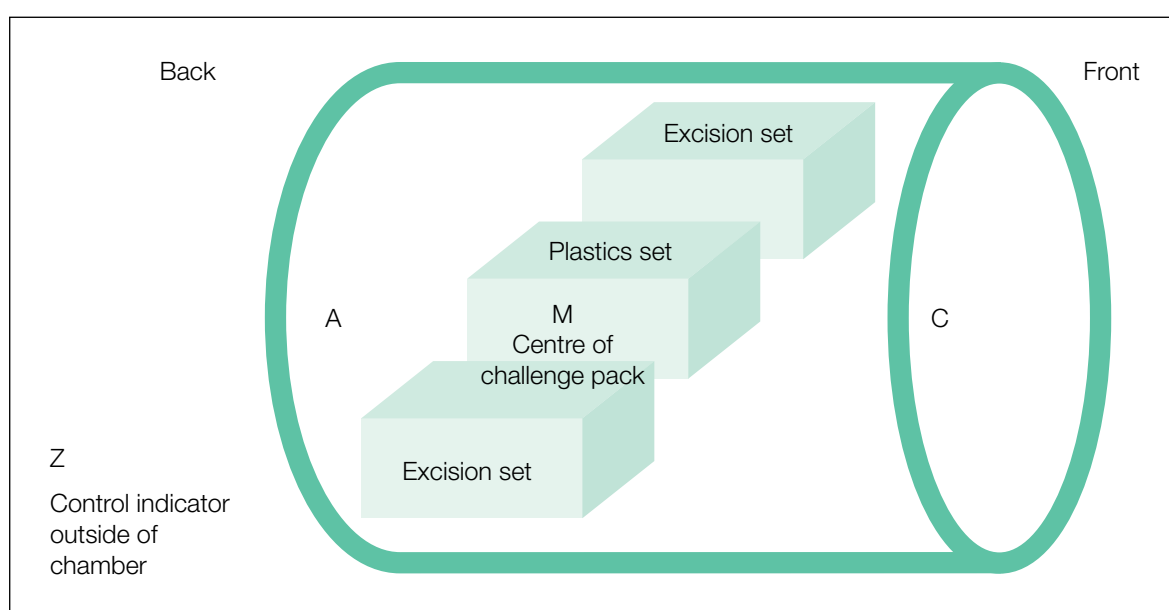 Back
Front
Excision set
Plastics set
A
M
C
Centre of
challenge pack
Excision set
Z
Control indicator
outside of
chamber